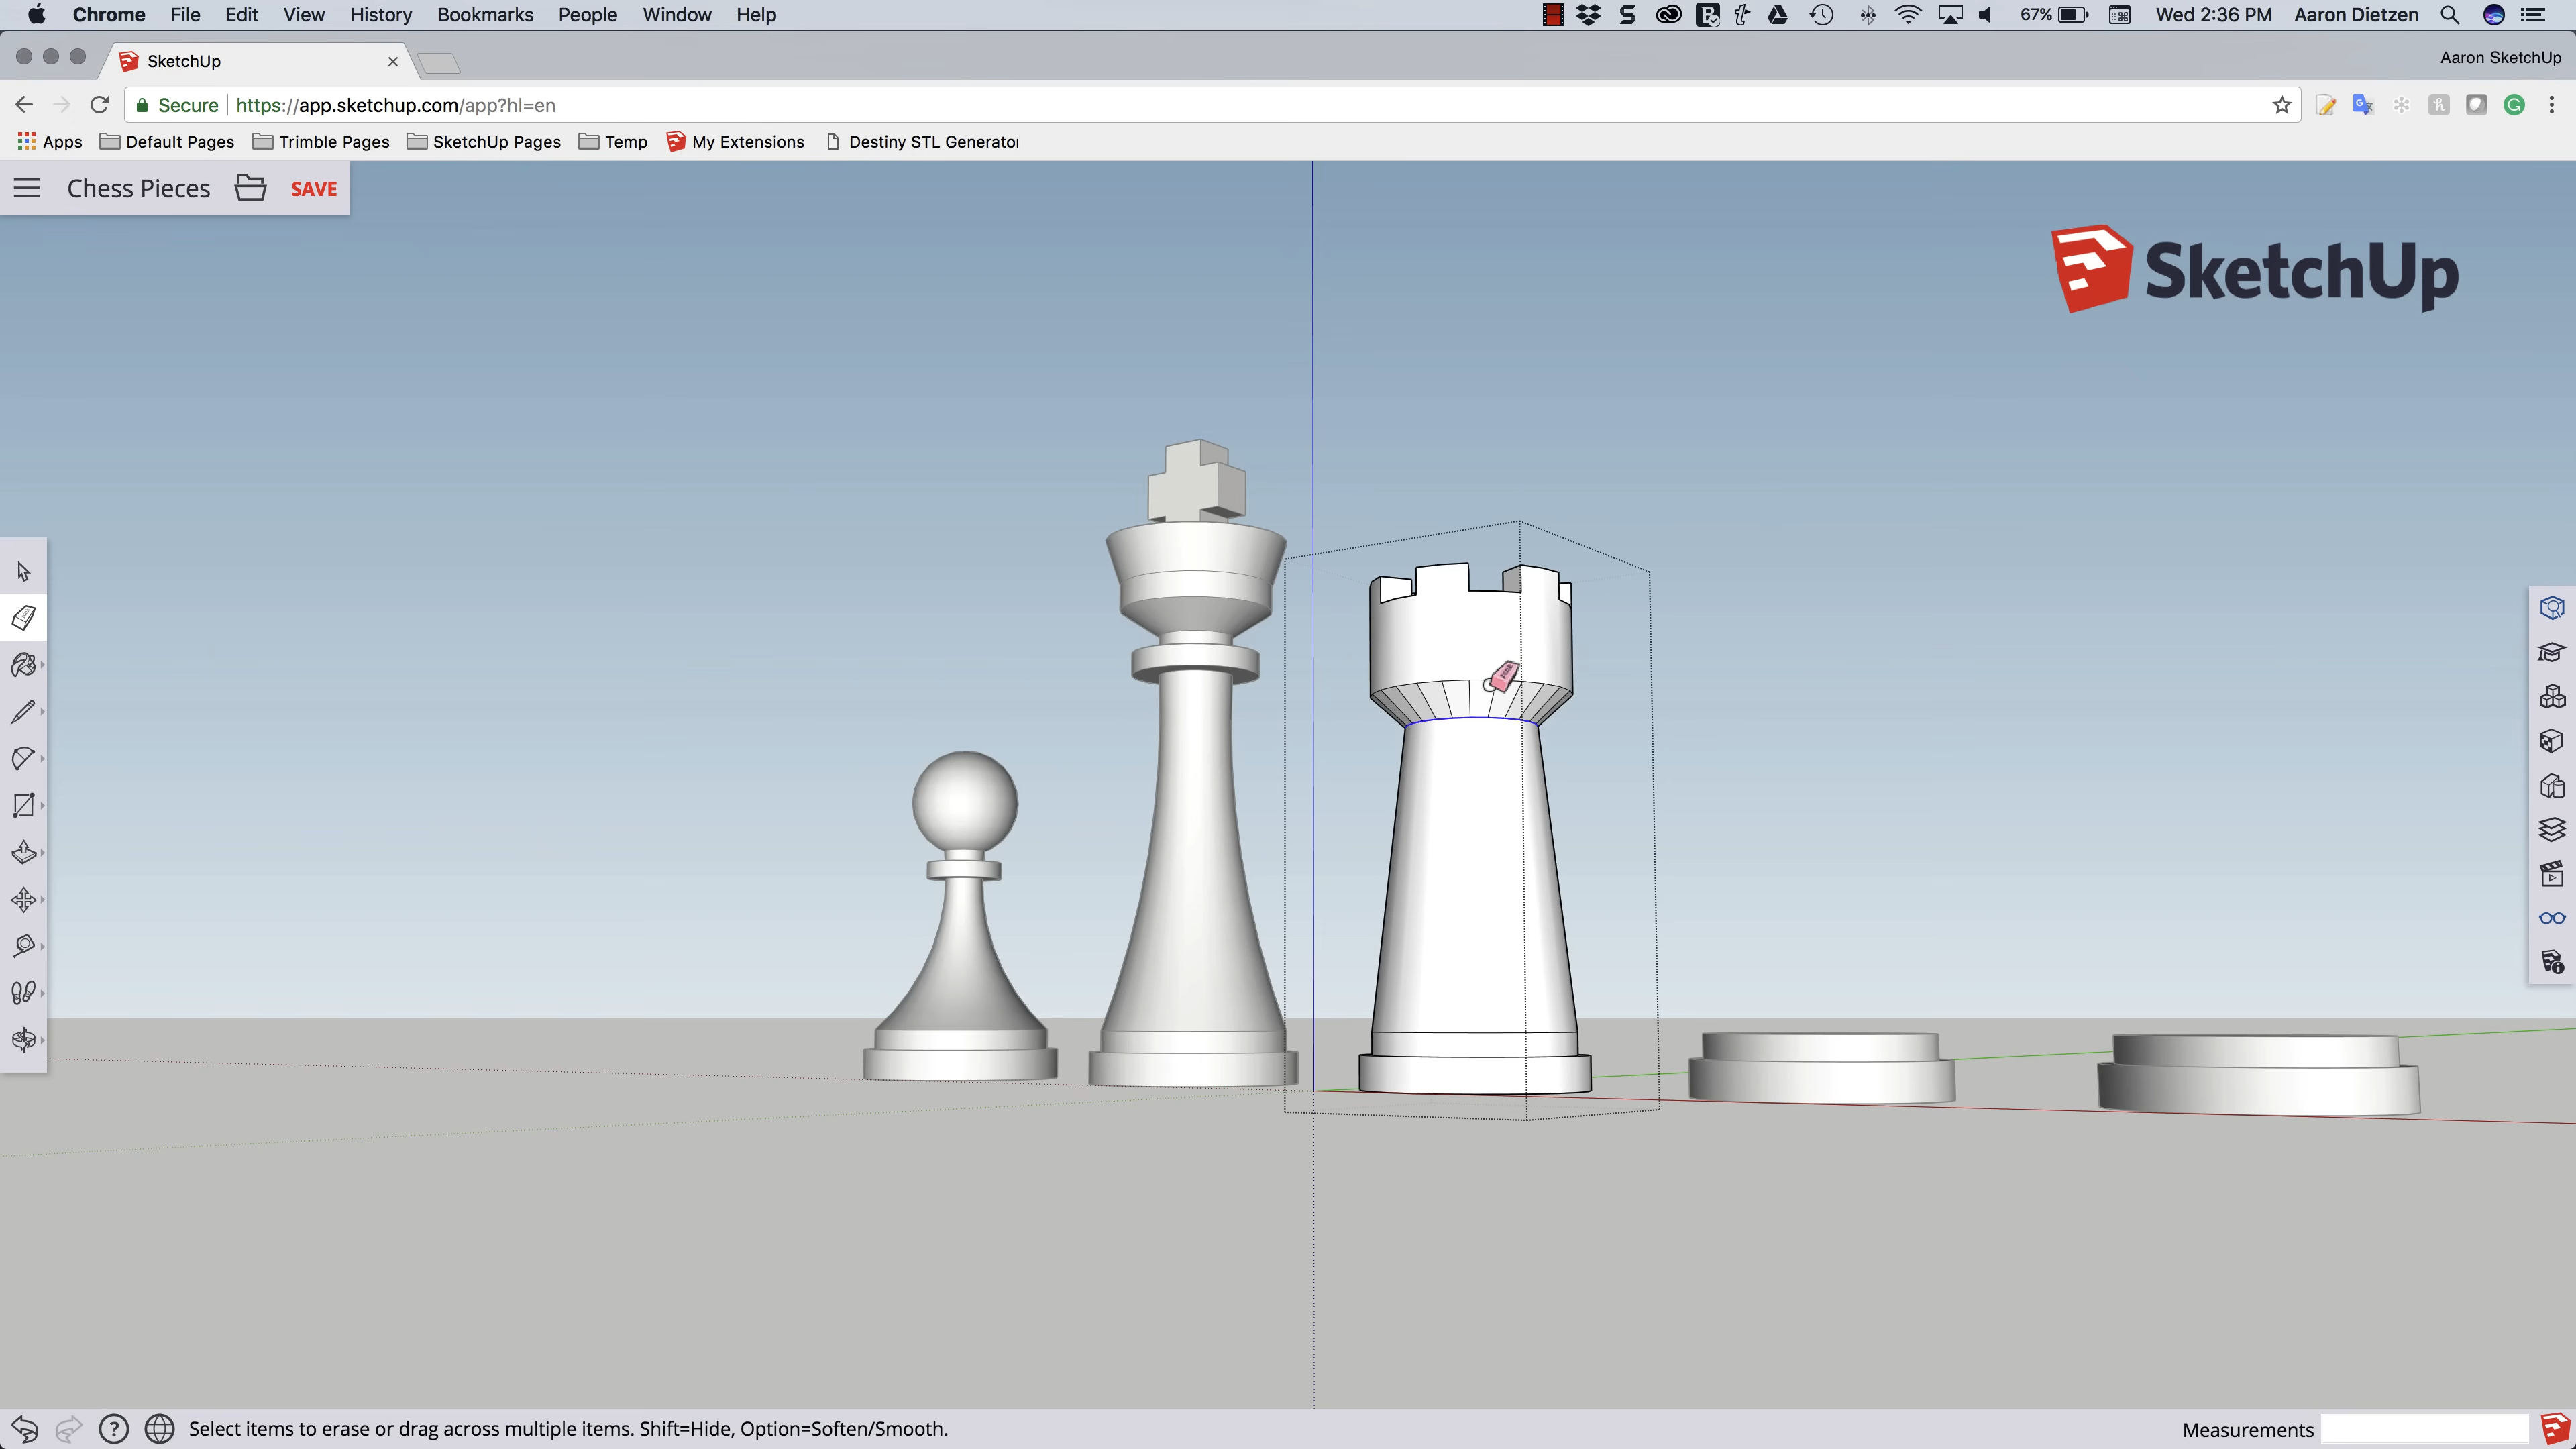 Chrome File Edit View History Bookmarks People Window Help 67% Wed 2:36 PM Aaron Dietzen
SketchUp Aaron SketchUp
Secure https://app.sketchup.com/app?hl=en
Apps Default Pages Trimble Pages SketchUp Pages Temp My Extensions Destiny STL Generator
Chess Pieces SAVE
SketchUp
Select items to erase or drag across multiple items. Shift=Hide, Option=Soften/Smooth. Measurements